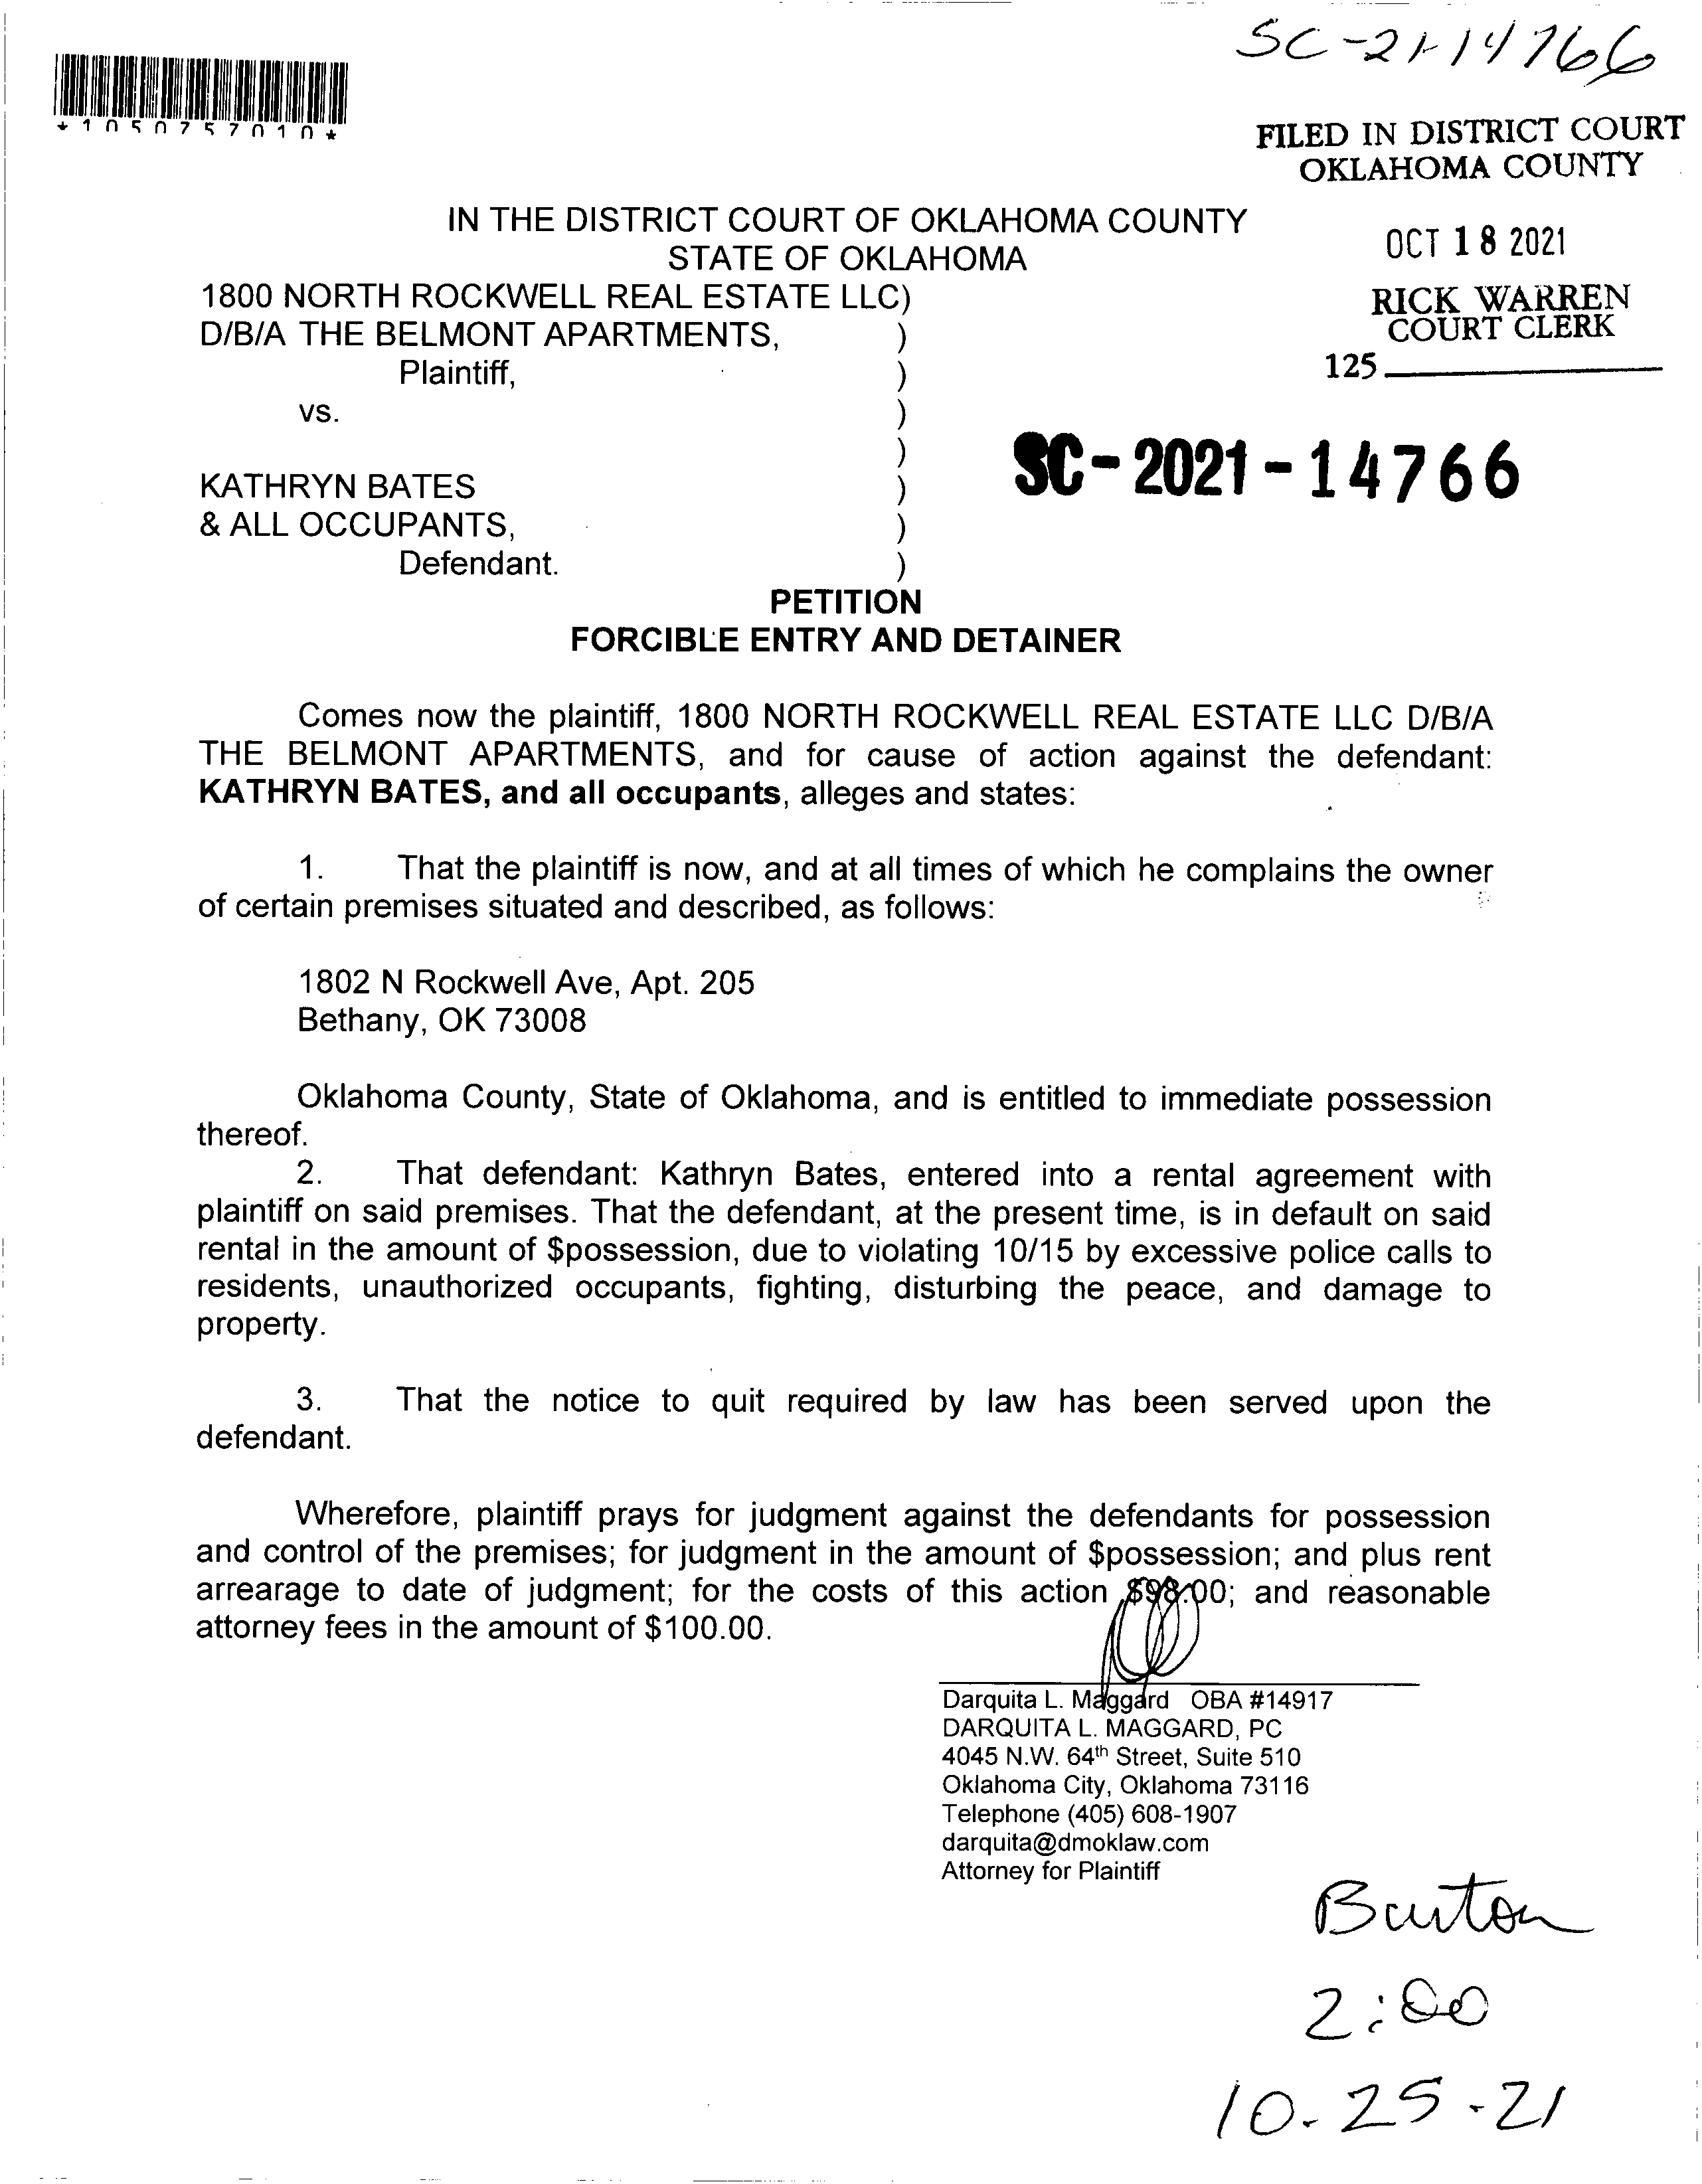 SC-21-14766
*1050757010*
FILED IN DISTRICT COURT
OKLAHOMA COUNTY
OCT 18 2021
RICK WARREN
COURT CLERK
125
IN THE DISTRICT COURT OF OKLAHOMA COUNTY
STATE OF OKLAHOMA
1800 NORTH ROCKWELL REAL ESTATE LLC)
D/B/A THE BELMONT APARTMENTS, )
Plaintiff, )
vs. )
)
KATHRYN BATES )
& ALL OCCUPANTS, )
Defendant. )
SC-2021-14766
PETITION
FORCIBLE ENTRY AND DETAINER
Comes now the plaintiff, 1800 NORTH ROCKWELL REAL ESTATE LLC D/B/A
THE BELMONT APARTMENTS, and for cause of action against the defendant:
KATHRYN BATES, and all occupants, alleges and states:
1. That the plaintiff is now, and at all times of which he complains the owner
of certain premises situated and described, as follows:
1802 N Rockwell Ave, Apt. 205
Bethany, OK 73008
Oklahoma County, State of Oklahoma, and is entitled to immediate possession
thereof.
2. That defendant: Kathryn Bates, entered into a rental agreement with
plaintiff on said premises. That the defendant, at the present time, is in default on said
rental in the amount of $possession, due to violating 10/15 by excessive police calls to
residents, unauthorized occupants, fighting, disturbing the peace, and damage to
property.
3. That the notice to quit required by law has been served upon the
defendant.
Wherefore, plaintiff prays for judgment against the defendants for possession
and control of the premises; for judgment in the amount of $possession; and plus rent
arrearage to date of judgment; for the costs of this action $98.00; and reasonable
attorney fees in the amount of $100.00.
Darquita L. Maggard OBA #14917
DARQUITA L. MAGGARD, PC
4045 N.W. 64th Street, Suite 510
Oklahoma City, Oklahoma 73116
Telephone (405) 608-1907
darquita@dmoklaw.com
Attorney for Plaintiff
Burton
2:00
10-25-21